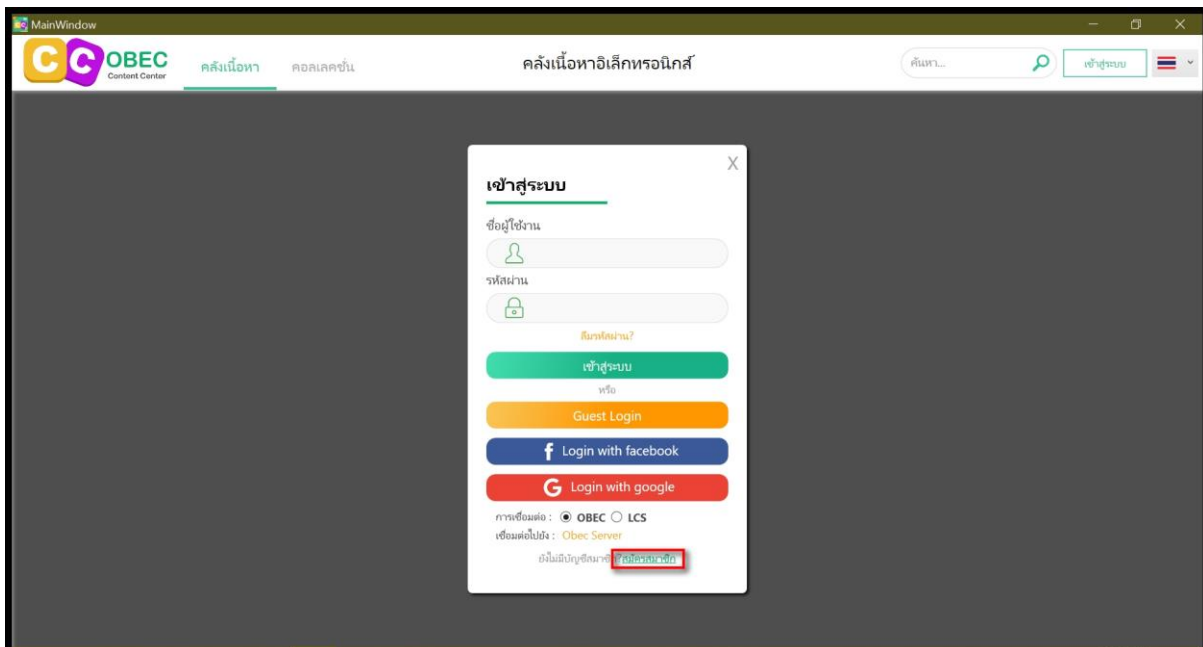 MainWindow
CC OBEC Content Center
คลังเนื้อหา
คอลเลคชั่น
คลังเนื้อหาอิเล็กทรอนิกส์
ค้นหา...
เข้าสู่ระบบ
X
เข้าสู่ระบบ
ชื่อผู้ใช้งาน
รหัสผ่าน
ลืมรหัสผ่าน?
เข้าสู่ระบบ
หรือ
Guest Login
f Login with facebook
G Login with google
การเชื่อมต่อ : OBEC LCS
เชื่อมต่อไปยัง : Obec Server
ยังไม่มีบัญชีสมาชิก?สมัครสมาชิก